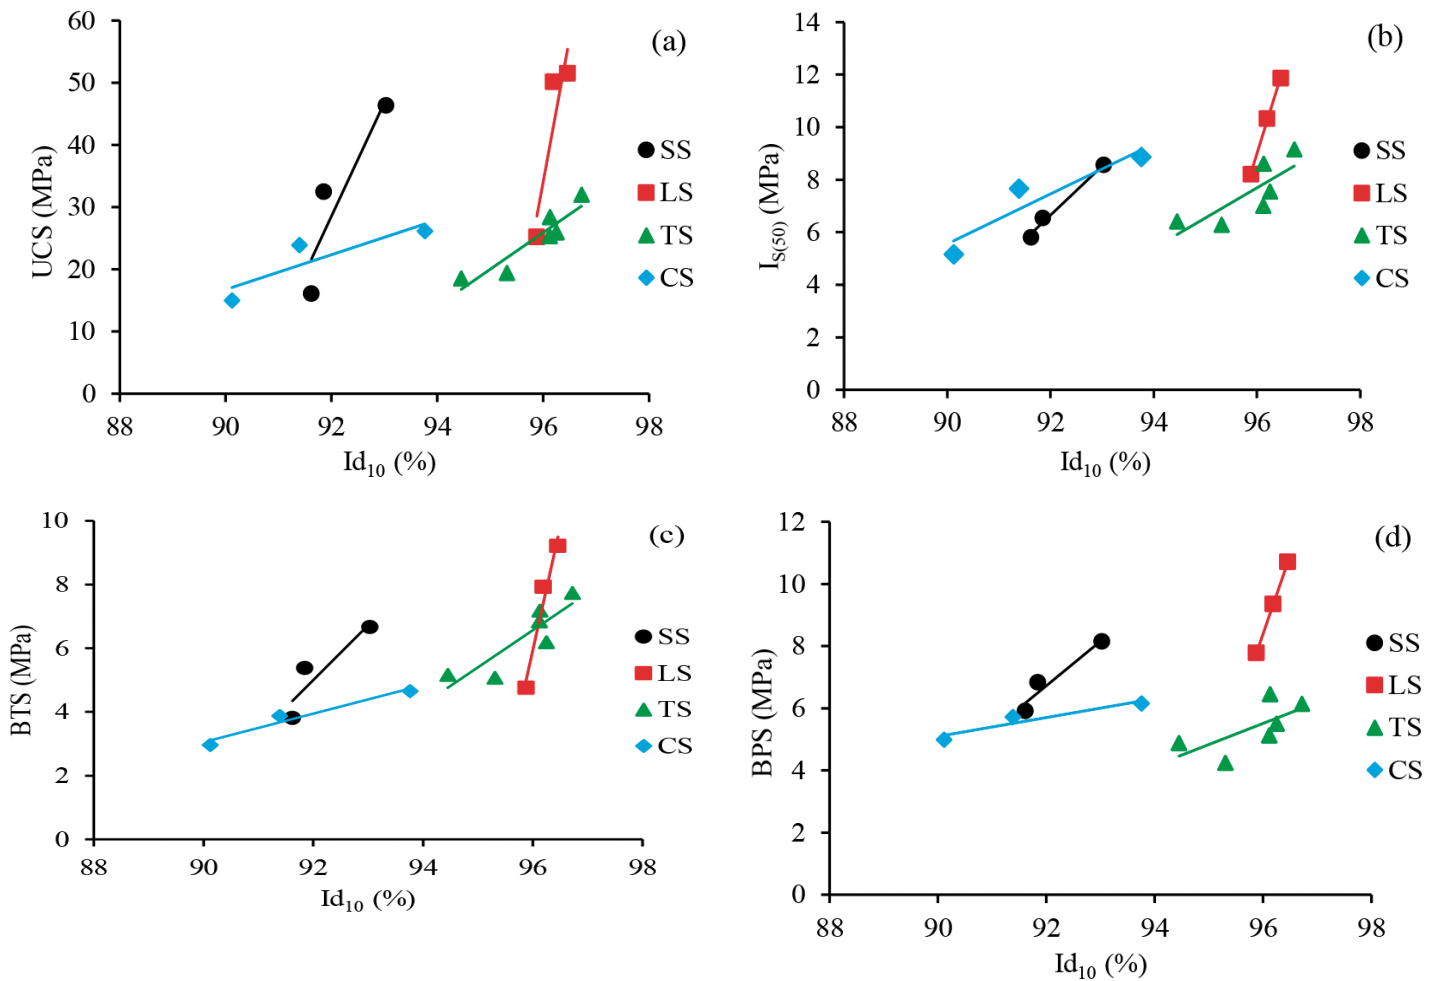 (a)
UCS (MPa)
60
50
40
30
20
10
0
88 90 92 94 96 98
Id10 (%)
SS
LS
TS
CS
(b)
IS(50) (MPa)
14
12
10
8
6
4
2
0
88 90 92 94 96 98
Id10 (%)
SS
LS
TS
CS
(c)
BTS (MPa)
10
8
6
4
2
0
88 90 92 94 96 98
Id10 (%)
SS
LS
TS
CS
(d)
BPS (MPa)
12
10
8
6
4
2
0
88 90 92 94 96 98
Id10 (%)
SS
LS
TS
CS